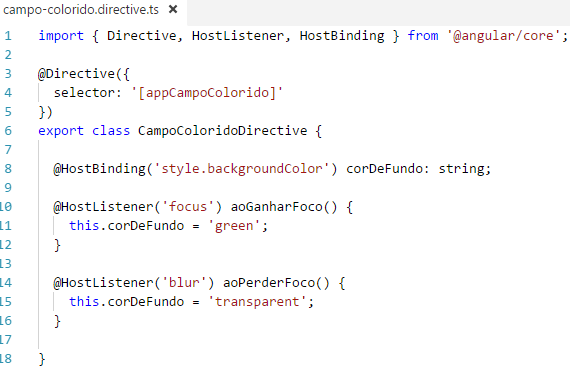 campo-colorido.directive.ts ×
1 import { Directive, HostListener, HostBinding } from '@angular/core';
2
3 @Directive({
4   selector: '[appCampoColorido]'
5 })
6 export class CampoColoridoDirective {
7
8   @HostBinding('style.backgroundColor') corDeFundo: string;
9
10   @HostListener('focus') aoGanharFoco() {
11     this.corDeFundo = 'green';
12   }
13
14   @HostListener('blur') aoPerderFoco() {
15     this.corDeFundo = 'transparent';
16   }
17
18 }